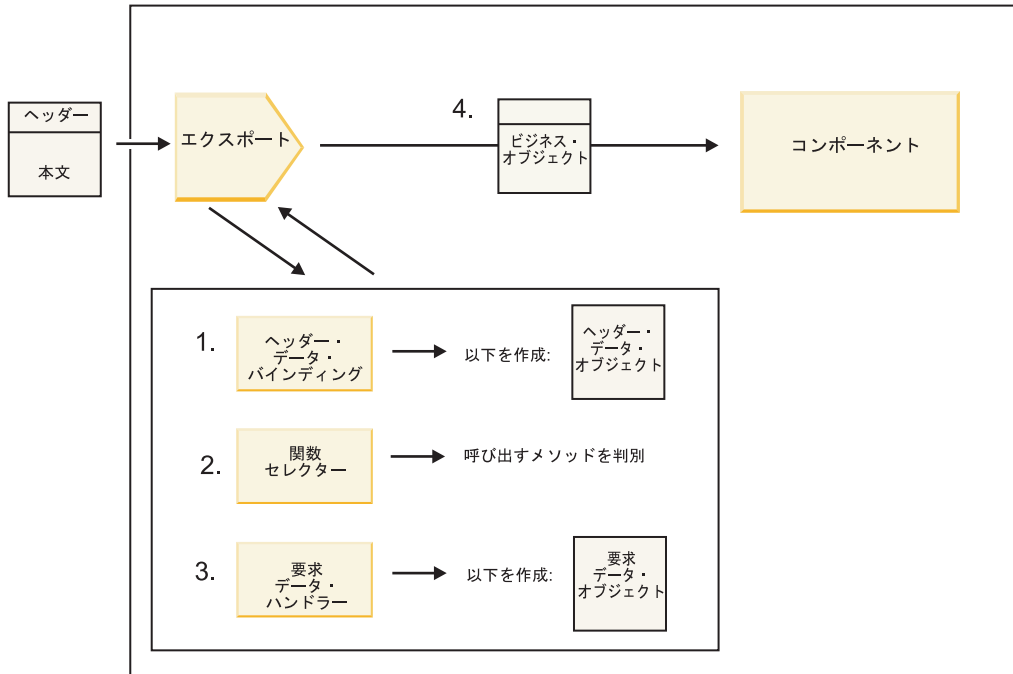 ヘッダー
本文
エクスポート
4.
ビジネス・
オブジェクト
コンポーネント
1.
ヘッダー・
データ・
バインディング
以下を作成:
ヘッダー・
データ・
オブジェクト
2.
関数
セレクター
呼び出すメソッドを判別
3.
要求
データ・
ハンドラー
以下を作成:
要求
データ・
オブジェクト